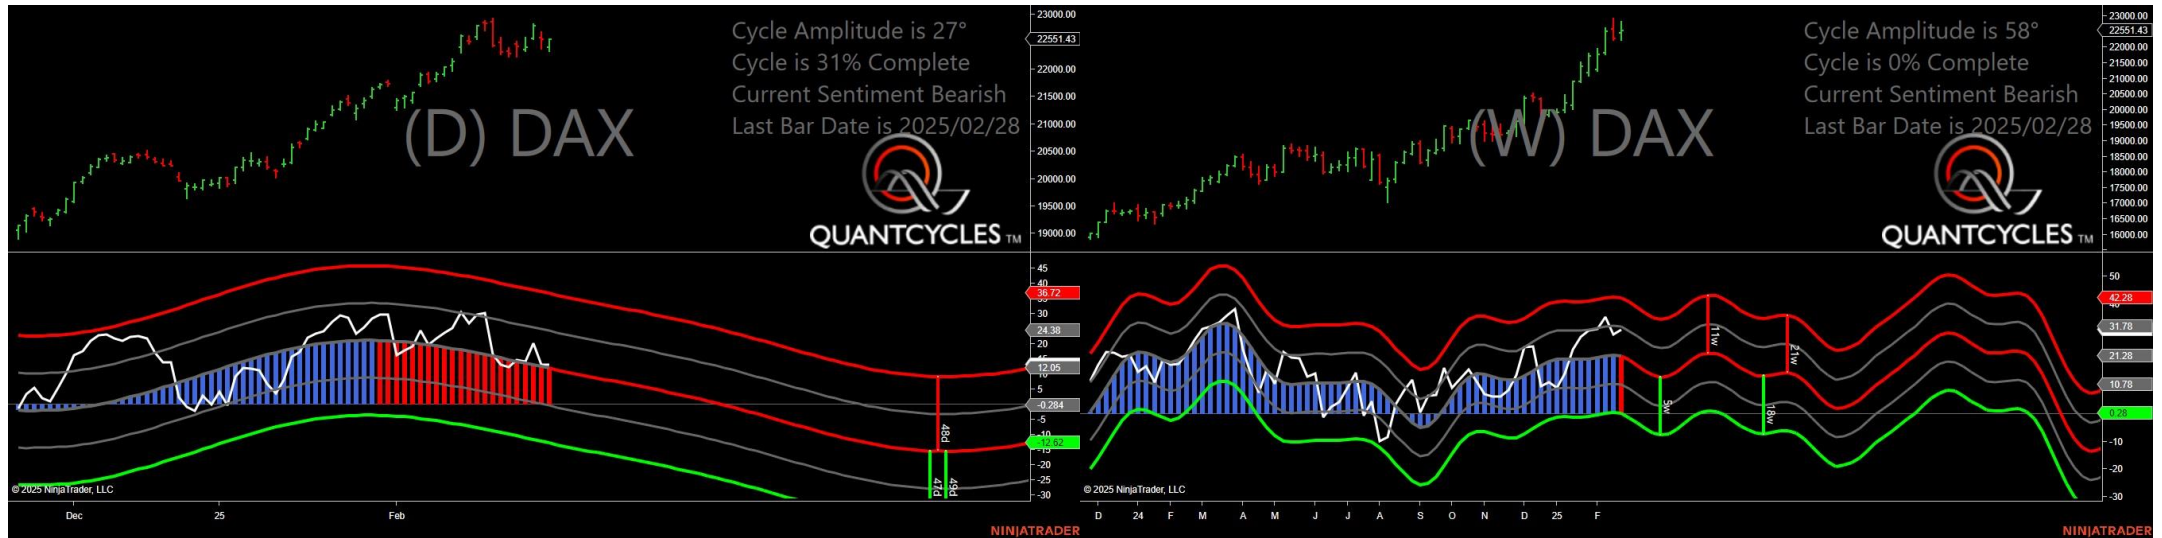 Cycle Amplitude is 27°
Cycle is 31% Complete
Current Sentiment Bearish
Last Bar Date is 2025/02/28
(D) DAX
QUANTCYCLES TM
23000.00
22551.43
22000.00
21500.00
21000.00
20500.00
20000.00
19500.00
19000.00
45
36.72
30
24.38
20
12.05
5
-0.284
-5
-12.62
-15
-20
-25
-30
48d
47d
49d
© 2025 NinjaTrader, LLC
Dec
25
Feb
NINJATRADER
Cycle Amplitude is 58°
Cycle is 0% Complete
Current Sentiment Bearish
Last Bar Date is 2025/02/28
(W) DAX
QUANTCYCLES TM
23000.00
22551.43
22000.00
21500.00
21000.00
20500.00
20000.00
19500.00
19000.00
18500.00
18000.00
17500.00
17000.00
16500.00
16000.00
50
42.28
31.78
21.28
10.78
0.28
-10
-20
-30
11w
21w
5w
18w
© 2025 NinjaTrader, LLC
D
24
F
M
A
M
J
J
A
S
O
N
D
25
F
NINJATRADER